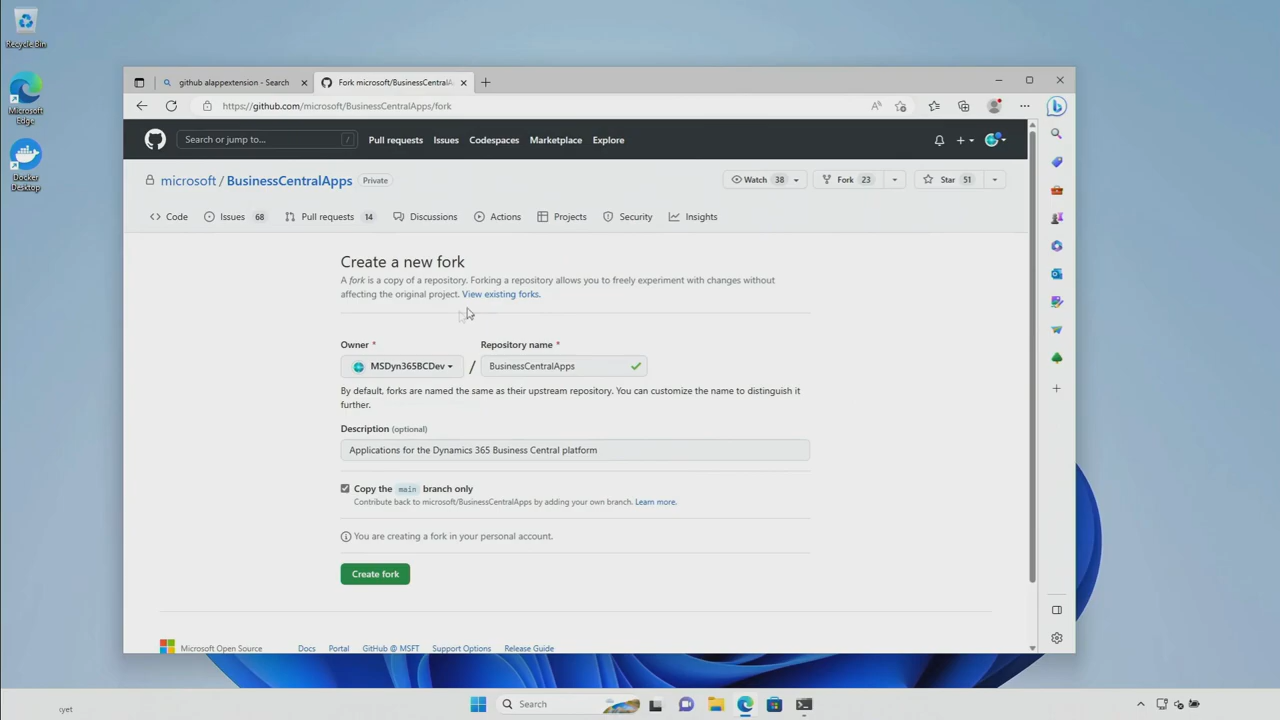 Recycle Bin
Microsoft
Edge
Docker
Desktop
github alappextension - Search
Fork microsoft/BusinessCentralA
https://github.com/microsoft/BusinessCentralApps/fork
Search or jump to...
/
Pull requests
Issues
Codespaces
Marketplace
Explore
microsoft / BusinessCentralApps
Private
Watch 38
Fork 23
Star 51
Code
Issues 68
Pull requests 14
Discussions
Actions
Projects
Security
Insights
Create a new fork
A fork is a copy of a repository. Forking a repository allows you to freely experiment with changes without
affecting the original project. View existing forks.
Owner *
Repository name *
MSDyn365BCDev
/
BusinessCentralApps
By default, forks are named the same as their upstream repository. You can customize the name to distinguish it
further.
Description (optional)
Applications for the Dynamics 365 Business Central platform
Copy the main branch only
Contribute back to microsoft/BusinessCentralApps by adding your own branch. Learn more.
You are creating a fork in your personal account.
Create fork
Microsoft Open Source
Docs
Portal
GitHub @ MSFT
Support Options
Release Guide
cyet
Search